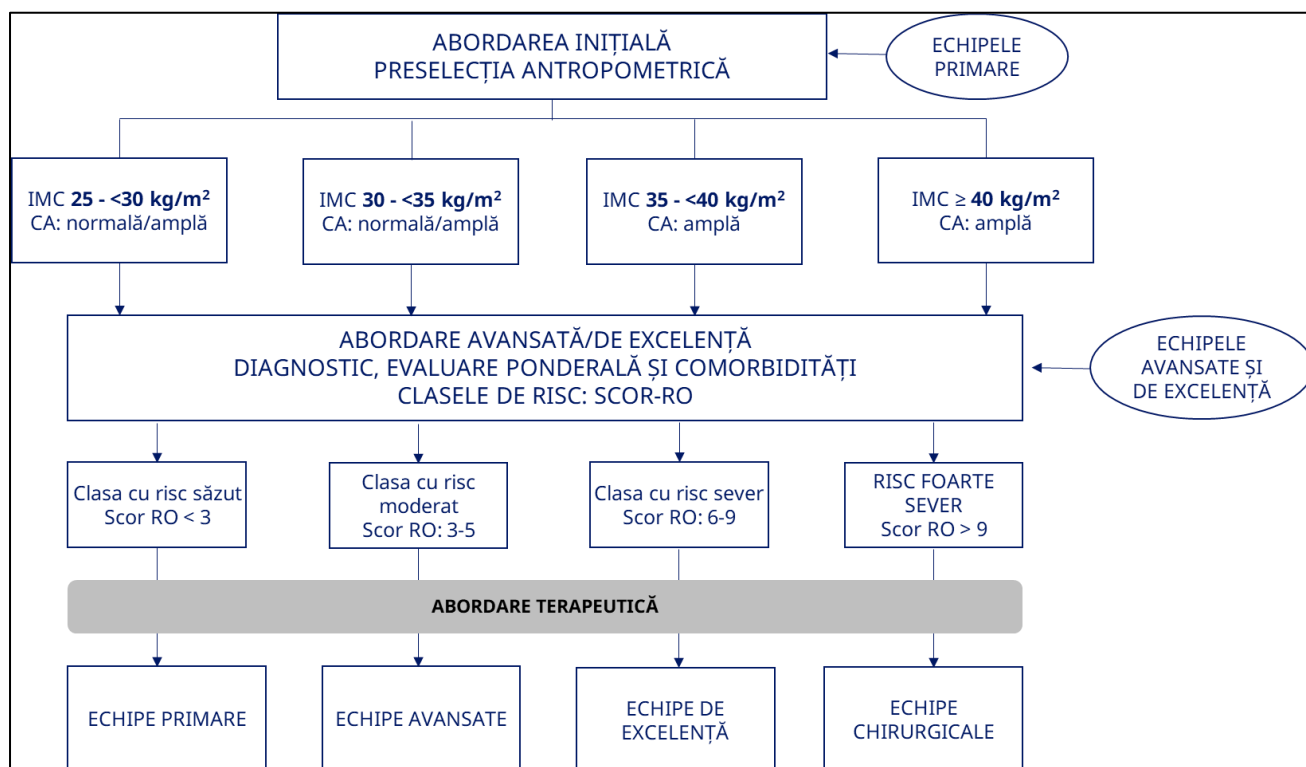 ABORDAREA INIȚIALĂ
PRESELECȚIA ANTROPOMETRICĂ
ECHIPELE
PRIMARE
IMC 25 - <30 kg/m²
CA: normală/amplă
IMC 30 - <35 kg/m²
CA: normală/amplă
IMC 35 - <40 kg/m²
CA: amplă
IMC ≥ 40 kg/m²
CA: amplă
ABORDARE AVANSATĂ/DE EXCELENȚĂ
DIAGNOSTIC, EVALUARE PONDERALĂ ȘI COMORBIDITĂȚI
CLASELE DE RISC: SCOR-RO
ECHIPELE
AVANSATE ȘI
DE EXCELENȚĂ
Clasa cu risc săzut
Scor RO < 3
Clasa cu risc
moderat
Scor RO: 3-5
Clasa cu risc sever
Scor RO: 6-9
RISC FOARTE
SEVER
Scor RO > 9
ABORDARE TERAPEUTICĂ
ECHIPE PRIMARE
ECHIPE AVANSATE
ECHIPE DE
EXCELENȚĂ
ECHIPE
CHIRURGICALE